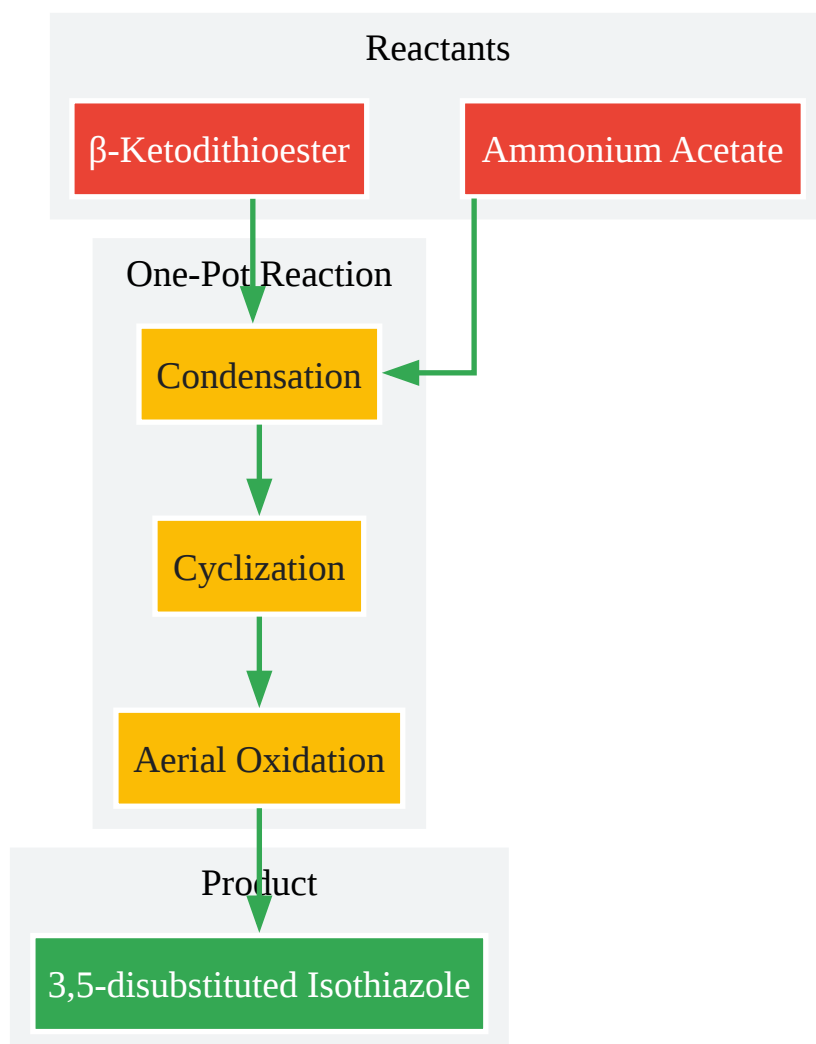 Reactants
β-Ketodithioester
Ammonium Acetate
One-Pot Reaction
Condensation
Cyclization
Aerial Oxidation
Product
3,5-disubstituted Isothiazole